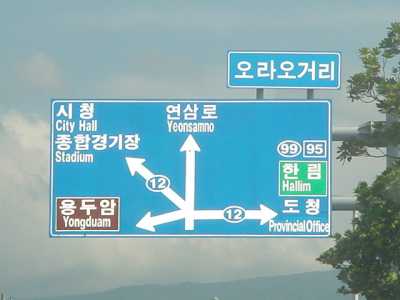 오라오거리
시청
City Hall
종합경기장
Stadium
연삼로
Yeonsamno
99 95
한림
Hallim
12
12
용두암
Yongduam
도청
Provincial Office